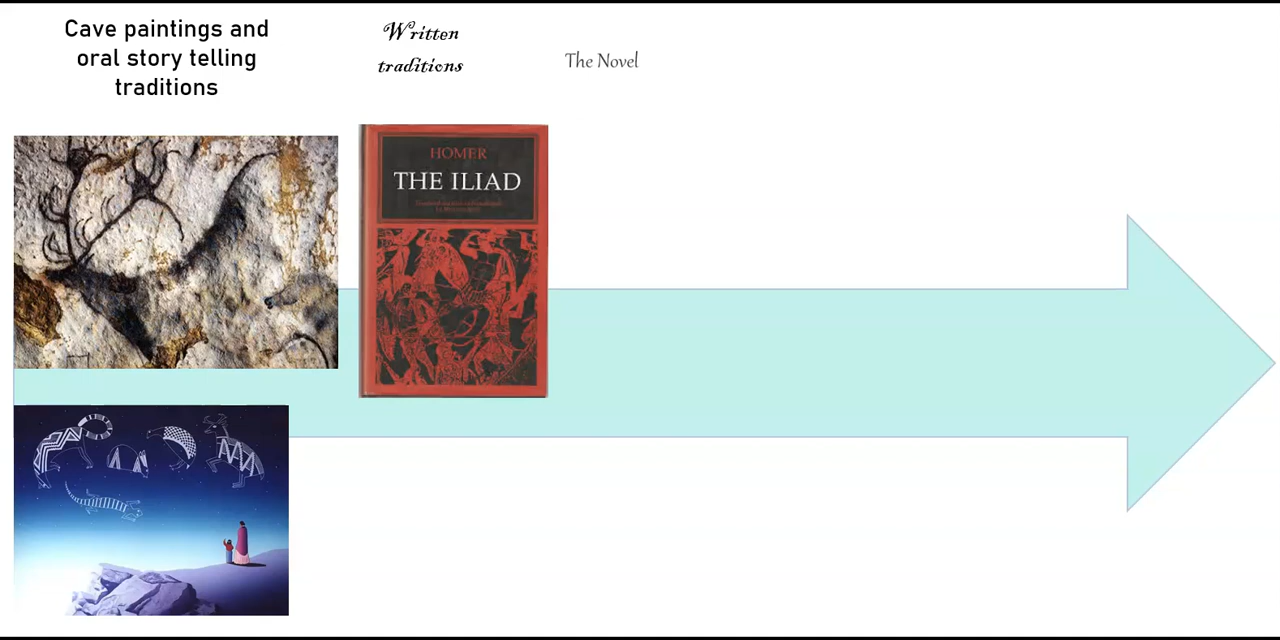 Cave paintings and
oral story telling
traditions
Written
traditions
The Novel
HOMER
THE ILIAD